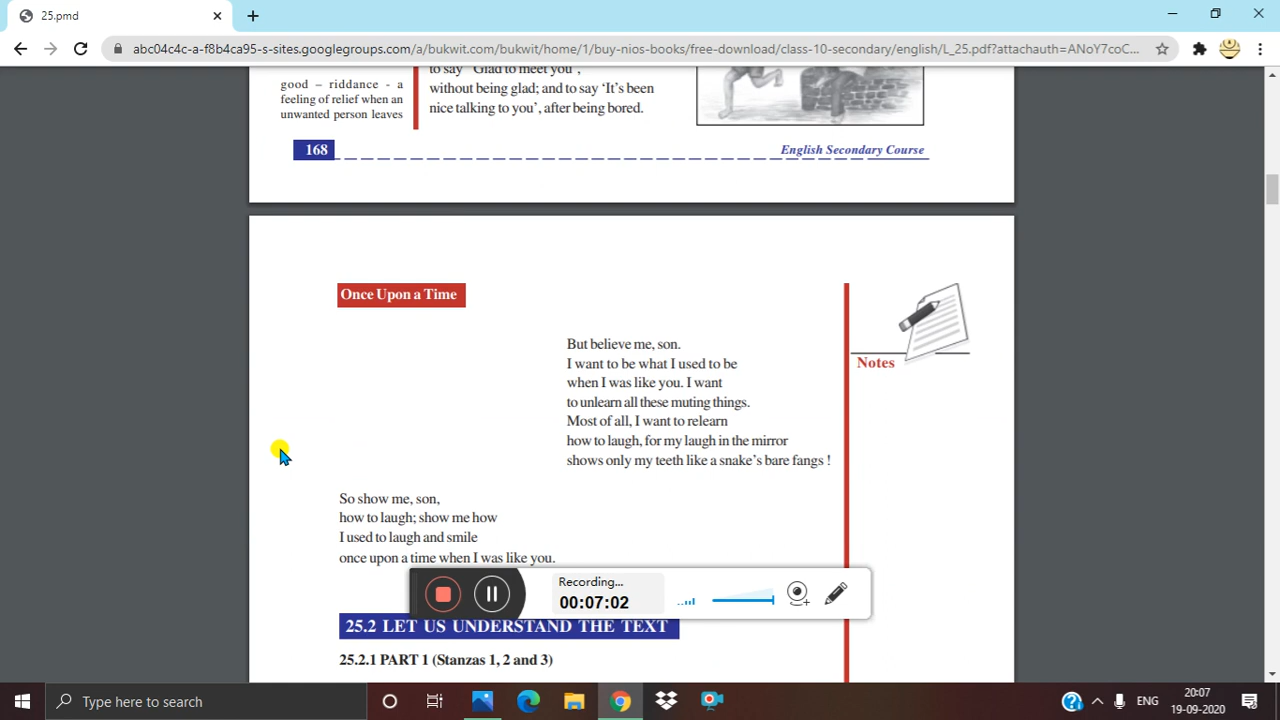 25.pmd
abc04c4c-a-f8b4ca95-s-sites.googlegroups.com/a/bukwit.com/bukwit/home/1/buy-nios-books/free-download/class-10-secondary/english/L_25.pdf?attachauth=ANoY7coC...
to say 'Glad to meet you',
good – riddance - a
feeling of relief when an
unwanted person leaves
without being glad; and to say 'It's been
nice talking to you', after being bored.
168
English Secondary Course
Once Upon a Time
Notes
But believe me, son.
I want to be what I used to be
when I was like you. I want
to unlearn all these muting things.
Most of all, I want to relearn
how to laugh, for my laugh in the mirror
shows only my teeth like a snake's bare fangs !
So show me, son,
how to laugh; show me how
I used to laugh and smile
once upon a time when I was like you.
Recording...
00:07:02
25.2 LET US UNDERSTAND THE TEXT
25.2.1 PART 1 (Stanzas 1, 2 and 3)
Type here to search
ENG
20:07
19-09-2020